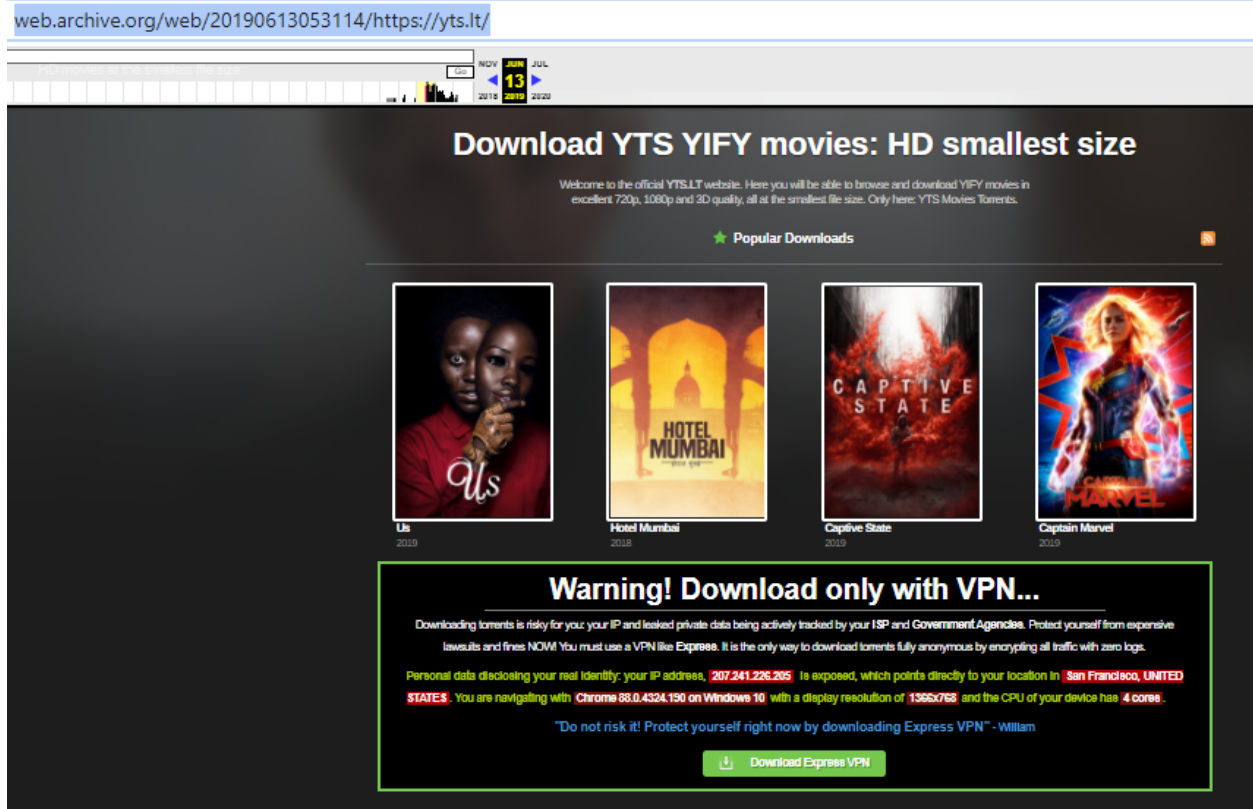 web.archive.org/web/20190613053114/https://yts.lt/
HD movies at the smallest file size
Go
NOV JUN JUL
13
2018 2019 2020
Download YTS YIFY movies: HD smallest size
Welcome to the official YTS.LT website. Here you will be able to browse and download YIFY movies in
excellent 720p, 1080p and 3D quality, all at the smallest file size. Only here: YTS Movies Torrents.
Popular Downloads
Us
HOTEL
MUMBAI
CAPTIVE
STATE
CAPTAIN
MARVEL
Us Hotel Mumbai Captive State Captain Marvel
2019 2018 2019 2019
Warning! Download only with VPN...
Downloading torrents is risky for you: your IP and leaked private data being actively tracked by your ISP and Government Agencies. Protect yourself from expensive
lawsuits and fines NOW! You must use a VPN like Express. It is the only way to download torrents fully anonymous by encrypting all traffic with zero logs.
Personal data disclosing your real identity: your IP address, 207.241.226.205 is exposed, which points directly to your location in San Francisco, UNITED
STATES. You are navigating with Chrome 88.0.4324.190 on Windows 10 with a display resolution of 1366x768 and the CPU of your device has 4 cores.
"Do not risk it! Protect yourself right now by downloading Express VPN" - William
Download Express VPN